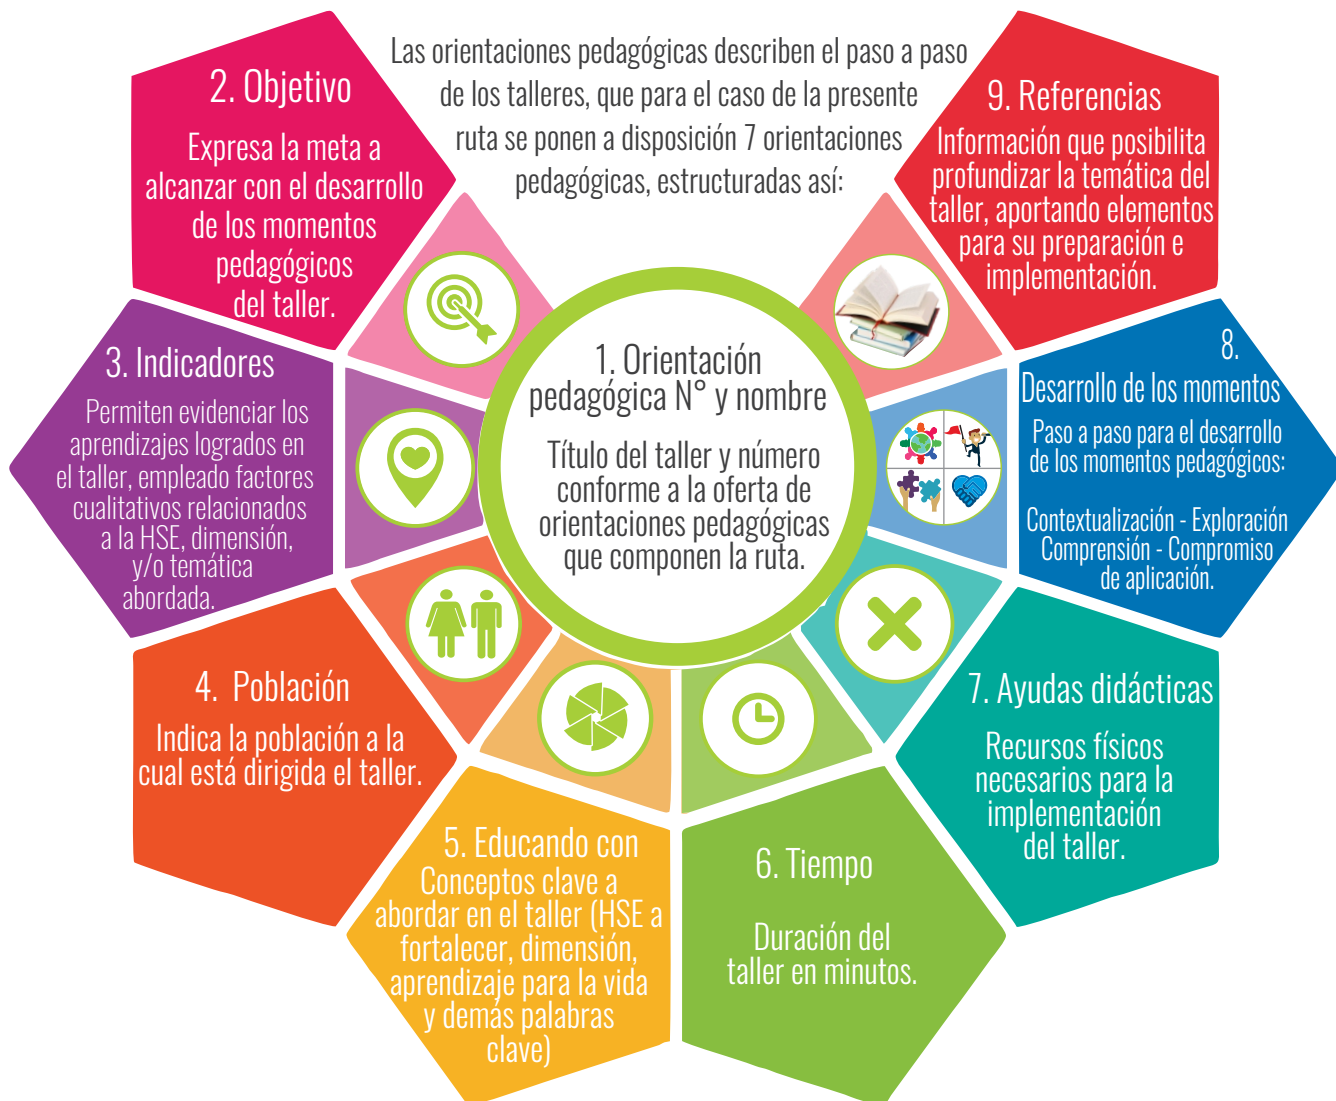 Las orientaciones pedagógicas describen el paso a paso
de los talleres, que para el caso de la presente
ruta se ponen a disposición 7 orientaciones
pedagógicas, estructuradas así:
1. Orientación
pedagógica N° y nombre
Título del taller y número
conforme a la oferta de
orientaciones pedagógicas
que componen la ruta.
2. Objetivo
Expresa la meta a
alcanzar con el desarrollo
de los momentos
pedagógicos
del taller.
3. Indicadores
Permiten evidenciar los
aprendizajes logrados en
el taller, empleado factores
cualitativos relacionados
a la HSE, dimensión,
y/o temática
abordada.
4. Población
Indica la población a la
cual está dirigida el taller.
5. Educando con
Conceptos clave a
abordar en el taller (HSE a
fortalecer, dimensión,
aprendizaje para la vida
y demás palabras
clave)
6. Tiempo
Duración del
taller en minutos.
7. Ayudas didácticas
Recursos físicos
necesarios para la
implementación
del taller.
8.
Desarrollo de los momentos
Paso a paso para el desarrollo
de los momentos pedagógicos:
Contextualización - Exploración
Comprensión - Compromiso
de aplicación.
9. Referencias
Información que posibilita
profundizar la temática del
taller, aportando elementos
para su preparación e
implementación.